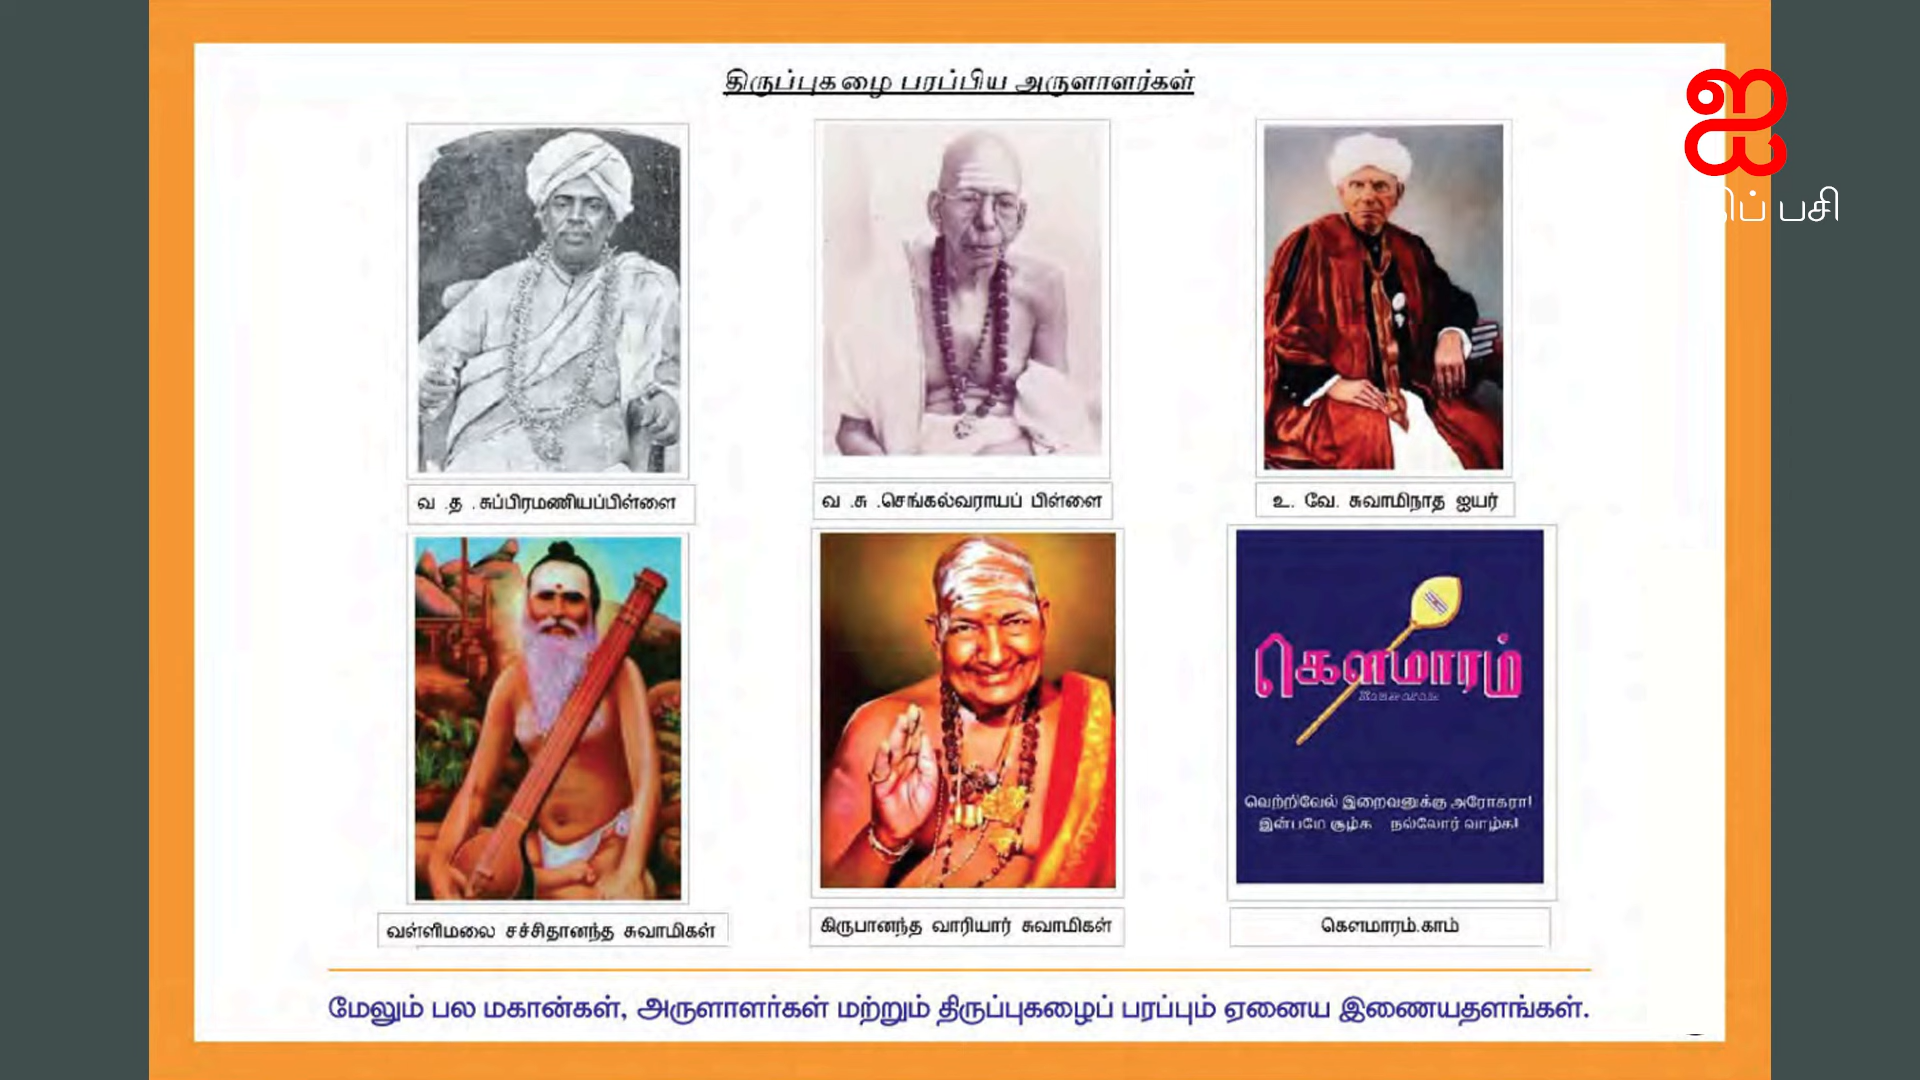 திருப்புகழை பரப்பிய அருளாளர்கள்
ஐ
ப் பசி
வ .த .சுப்பிரமணியப்பிள்ளை
வ .சு .செங்கல்வராயப் பிள்ளை
உ. வே. சுவாமிநாத ஐயர்
கௌமாரம்
வெற்றிவேல் இறைவனுக்கு அரோகரா!
இன்பமே சூழ்க நல்லோர் வாழ்க!
வள்ளிமலை சச்சிதானந்த சுவாமிகள்
கிருபானந்த வாரியார் சுவாமிகள்
கௌமாரம்.காம்
மேலும் பல மகான்கள், அருளாளர்கள் மற்றும் திருப்புகழைப் பரப்பும் ஏனைய இணையதளங்கள்.